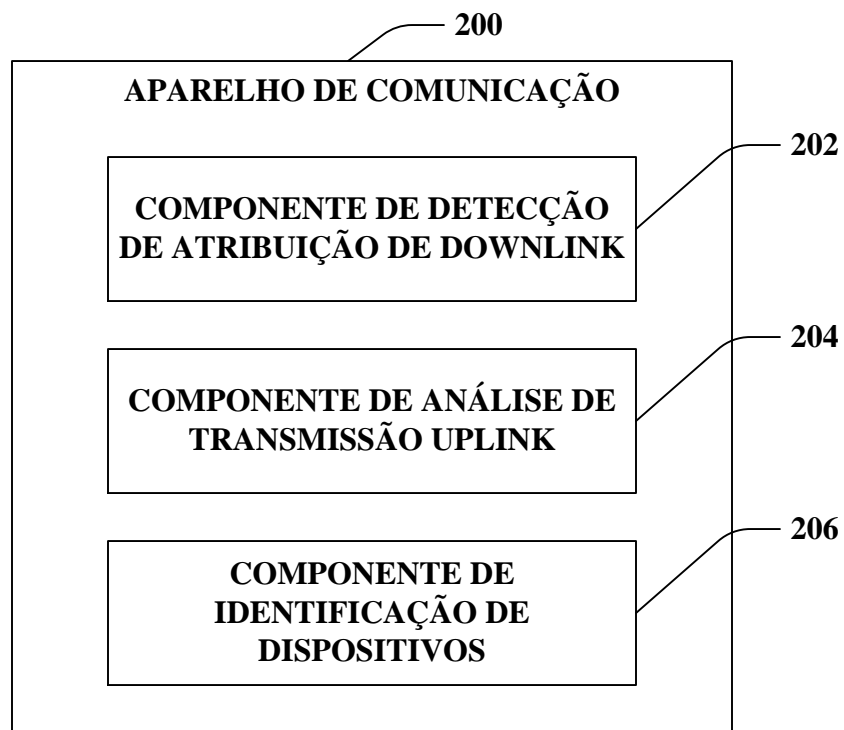 200
APARELHO DE COMUNICAÇÃO
202
COMPONENTE DE DETECÇÃO
DE ATRIBUIÇÃO DE DOWNLINK
204
COMPONENTE DE ANÁLISE DE
TRANSMISSÃO UPLINK
206
COMPONENTE DE
IDENTIFICAÇÃO DE
DISPOSITIVOS